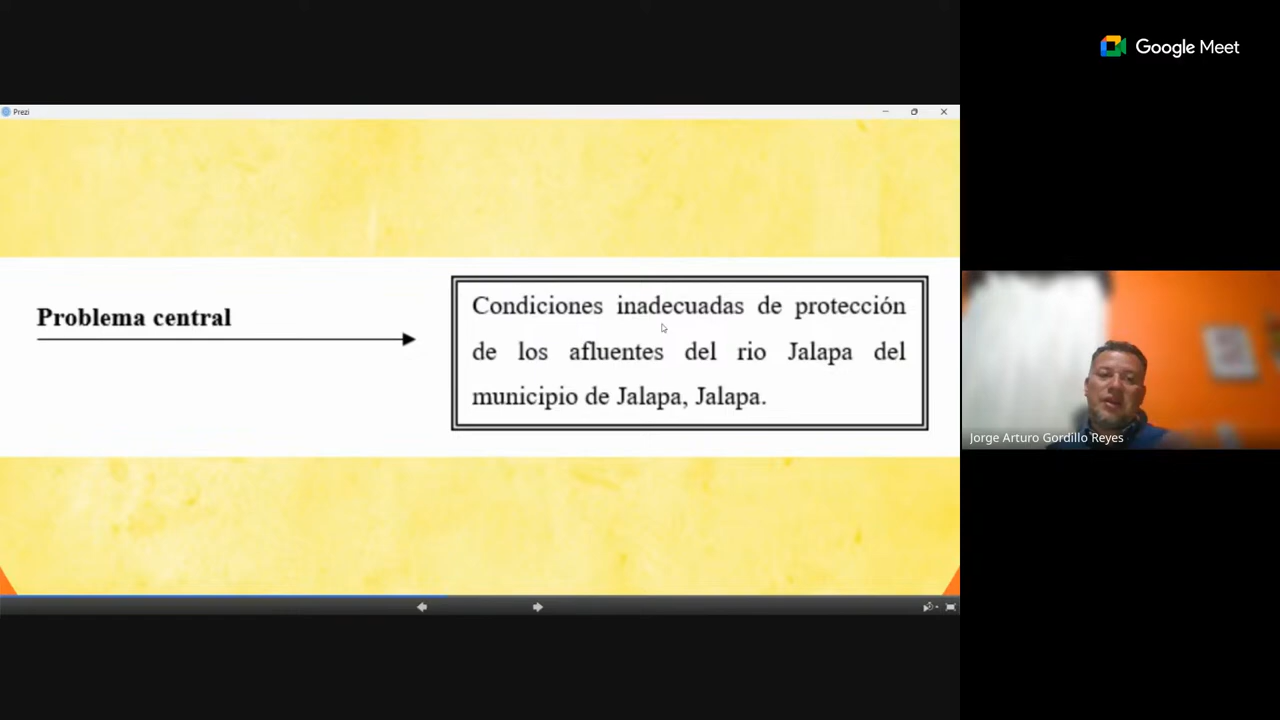 Google Meet
Prezi
Problema central
Condiciones inadecuadas de protección
de los afluentes del rio Jalapa del
municipio de Jalapa, Jalapa.
Jorge Arturo Gordillo Reyes